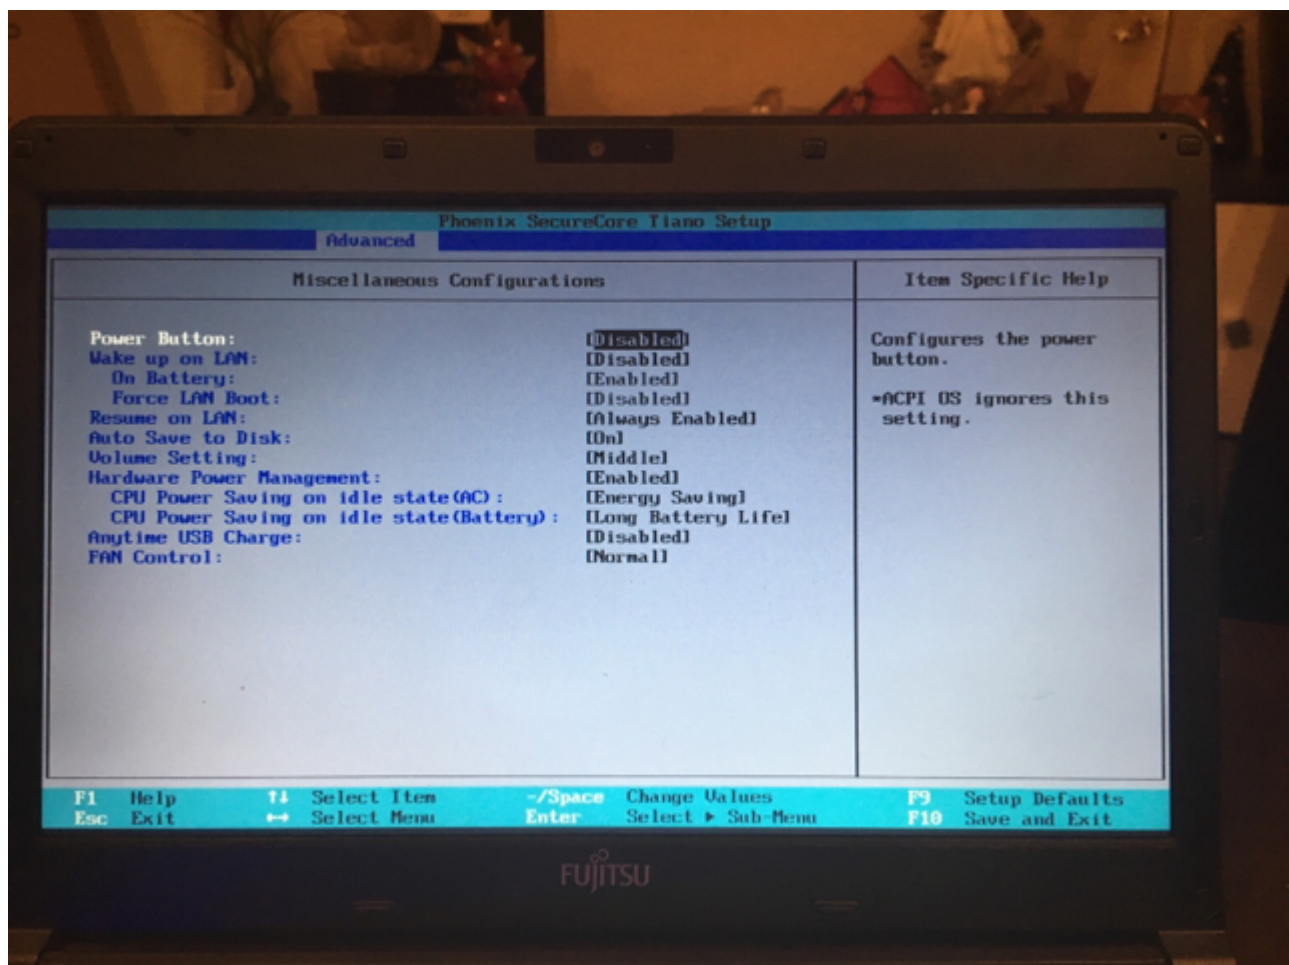 Phoenix SecureCore Tiano Setup
Advanced
Miscellaneous Configurations
Item Specific Help
Power Button: [Disabled]
Wake up on LAN: [Disabled]
On Battery: [Enabled]
Force LAN Boot: [Disabled]
Resume on LAN: [Always Enabled]
Auto Save to Disk: [On]
Volume Setting: [Middle]
Hardware Power Management: [Enabled]
CPU Power Saving on idle state(AC): [Energy Saving]
CPU Power Saving on idle state(Battery): [Long Battery Life]
Anytime USB Charge: [Disabled]
FAN Control: [Normal]
Configures the power
button.
*ACPI OS ignores this
setting.
F1 Help ↑↓ Select Item -/Space Change Values F9 Setup Defaults
Esc Exit ↔ Select Menu Enter Select ▶ Sub-Menu F10 Save and Exit
FUJITSU